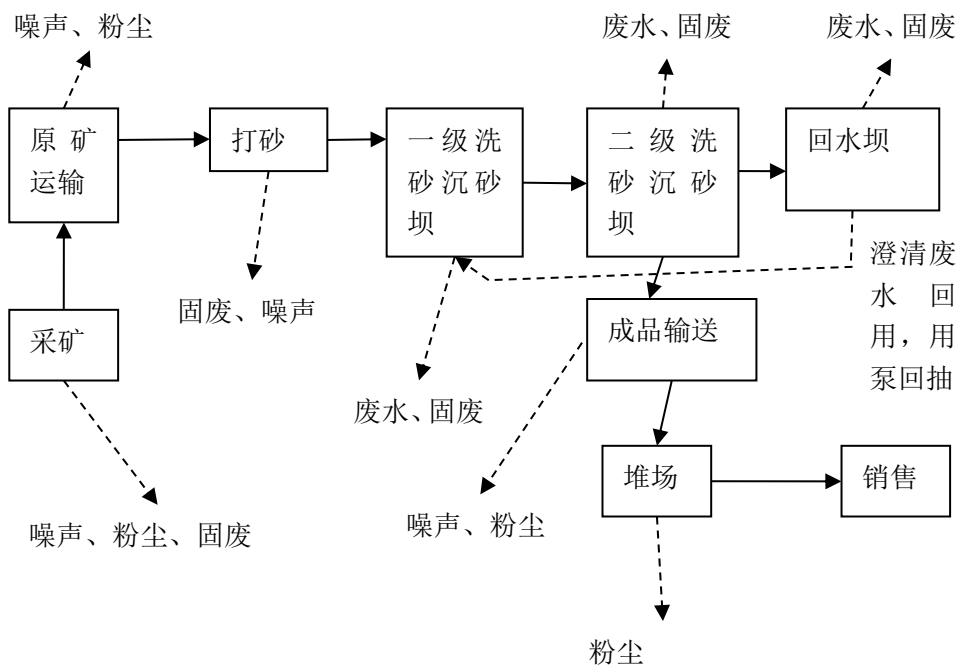 噪声、粉尘
废水、固废
废水、固废
原矿
运输
打砂
一级洗
砂沉砂
坝
二级洗
砂沉砂
坝
回水坝
澄清废
水回
用，用
泵回抽
固废、噪声
采矿
成品输送
废水、固废
堆场
销售
噪声、粉尘
噪声、粉尘、固废
粉尘